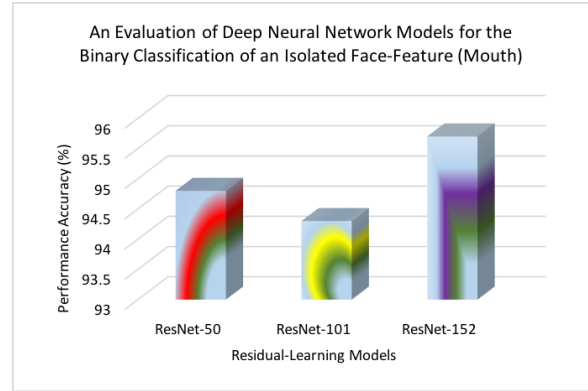 An Evaluation of Deep Neural Network Models for the
Binary Classification of an Isolated Face-Feature (Mouth)
Performance Accuracy (%)
96
95.5
95
94.5
94
93.5
93
ResNet-50
ResNet-101
ResNet-152
Residual-Learning Models